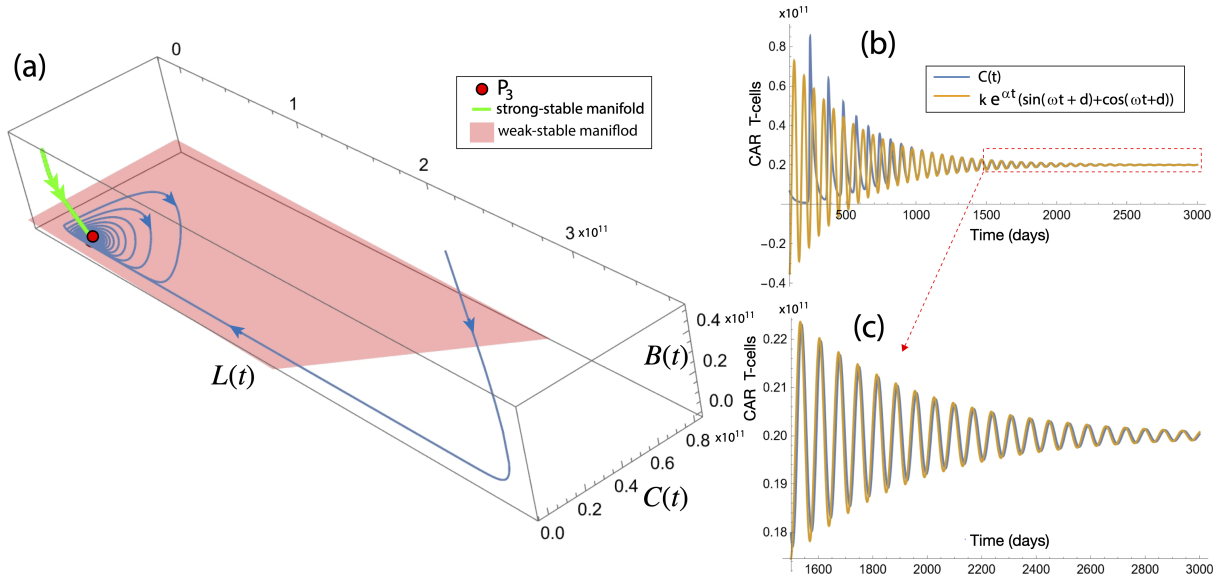 (a)
P3
strong-stable manifold
weak-stable maniflod
0
1
2
3 x10^11
L(t)
B(t)
0.4 x10^11
0.2
0.0
C(t)
0.8 x10^11
0.6
0.4
0.2
0.0
(b)
x10^11
CAR T-cells
0.8
0.6
0.4
0.2
-0.2
-0.4
500
1000
1500
2000
2500
3000
Time (days)
C(t)
k e^αt (sin(ωt + d)+cos(ωt+d))
(c)
x10^11
CAR T-cells
0.22
0.21
0.20
0.19
0.18
1600
1800
2000
2200
2400
2600
2800
3000
Time (days)